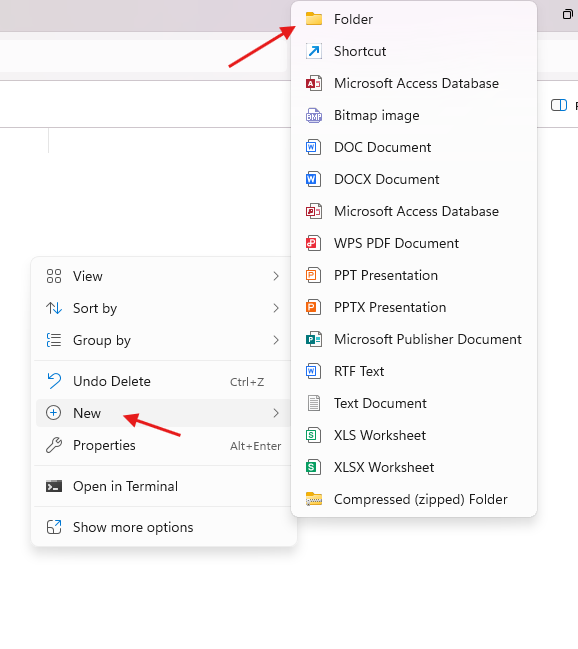 Folder
Shortcut
Microsoft Access Database
Bitmap image
DOC Document
DOCX Document
Microsoft Access Database
WPS PDF Document
PPT Presentation
PPTX Presentation
Microsoft Publisher Document
RTF Text
Text Document
XLS Worksheet
XLSX Worksheet
Compressed (zipped) Folder
View
Sort by
Group by
Undo Delete Ctrl+Z
New
Properties Alt+Enter
Open in Terminal
Show more options